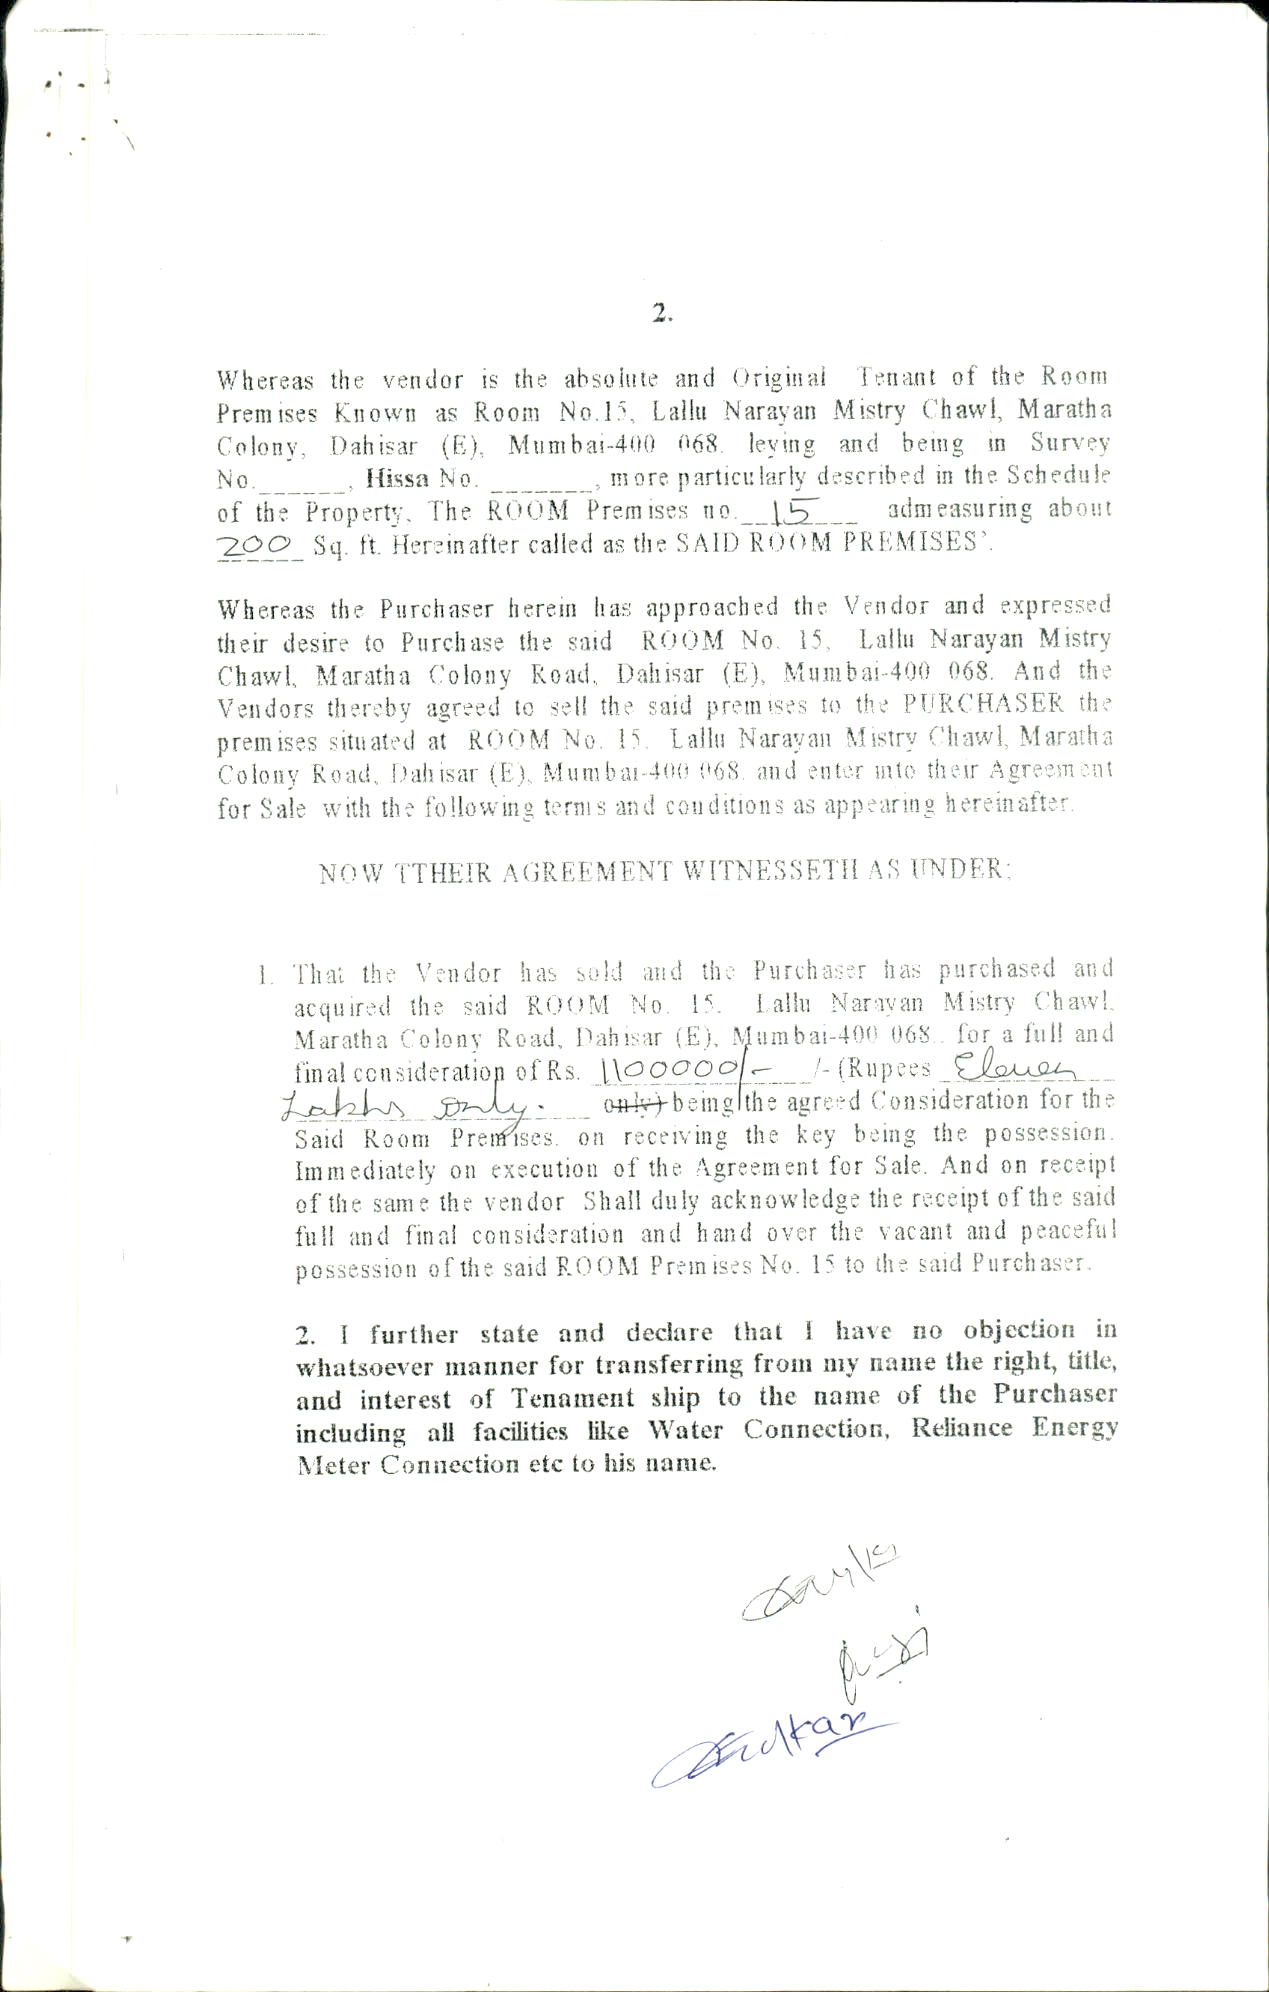 2.
Whereas the vendor is the absolute and Original Tenant of the Room
Premises Known as Room No.15, Lallu Narayan Mistry Chawl, Maratha
Colony, Dahisar (E), Mumbai-400 068. leying and being in Survey
No.______, Hissa No. _______, more particularly described in the Schedule
of the Property. The ROOM Premises no. 15 admeasuring about
200 Sq. ft. Hereinafter called as the SAID ROOM PREMISES'.
Whereas the Purchaser herein has approached the Vendor and expressed
their desire to Purchase the said ROOM No. 15, Lallu Narayan Mistry
Chawl, Maratha Colony Road, Dahisar (E), Mumbai-400 068. And the
Vendors thereby agreed to sell the said premises to the PURCHASER the
premises situated at ROOM No. 15. Lallu Narayan Mistry Chawl, Maratha
Colony Road, Dahisar (E), Mumbai-400 068. and enter into their Agreement
for Sale with the following terms and conditions as appearing hereinafter.
NOW TTHEIR AGREEMENT WITNESSETH AS UNDER:
1. That the Vendor has sold and the Purchaser has purchased and
acquired the said ROOM No. 15. Lallu Narayan Mistry Chawl.
Maratha Colony Road, Dahisar (E), Mumbai-400 068.. for a full and
final consideration of Rs. 1100000/- /- (Rupees Eleven
Lakhs Only. only) being the agreed Consideration for the
Said Room Premises. on receiving the key being the possession.
Immediately on execution of the Agreement for Sale. And on receipt
of the same the vendor Shall duly acknowledge the receipt of the said
full and final consideration and hand over the vacant and peaceful
possession of the said ROOM Premises No. 15 to the said Purchaser.
2. I further state and declare that I have no objection in
whatsoever manner for transferring from my name the right, title,
and interest of Tenament ship to the name of the Purchaser
including all facilities like Water Connection, Reliance Energy
Meter Connection etc to his name.